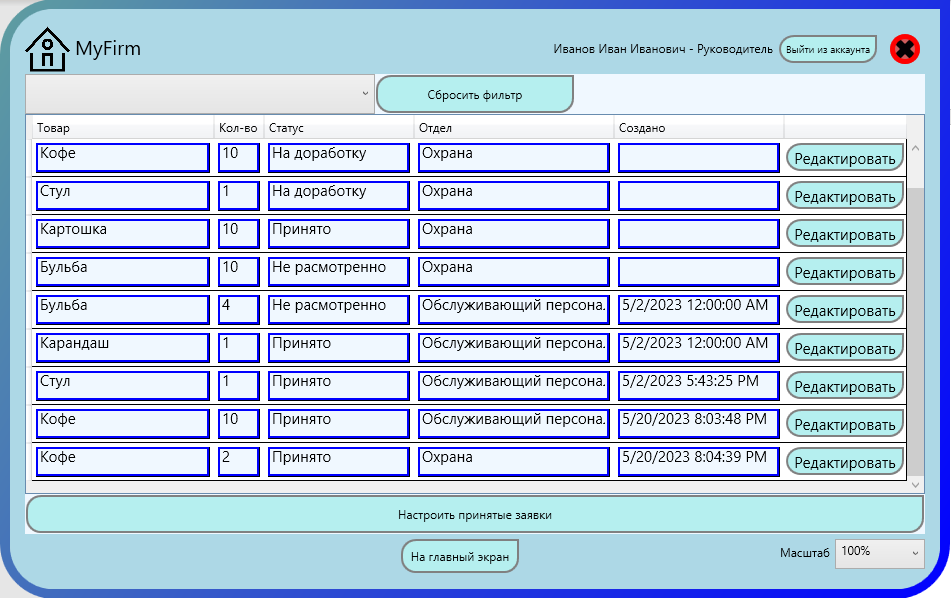 MyFirm
Иванов Иван Иванович - Руководитель
Выйти из аккаунта
Сбросить фильтр
Товар Кол-во Статус Отдел Создано
Кофе 10 На доработку Охрана Редактировать
Стул 1 На доработку Охрана Редактировать
Картошка 10 Принято Охрана Редактировать
Бульба 10 Не расмотренно Охрана Редактировать
Бульба 4 Не расмотренно Обслуживающий персона. 5/2/2023 12:00:00 AM Редактировать
Карандаш 1 Принято Обслуживающий персона. 5/2/2023 12:00:00 AM Редактировать
Стул 1 Принято Обслуживающий персона. 5/2/2023 5:43:25 PM Редактировать
Кофе 10 Принято Обслуживающий персона. 5/20/2023 8:03:48 PM Редактировать
Кофе 2 Принято Охрана 5/20/2023 8:04:39 PM Редактировать
Настроить принятые заявки
На главный экран
Масштаб 100%